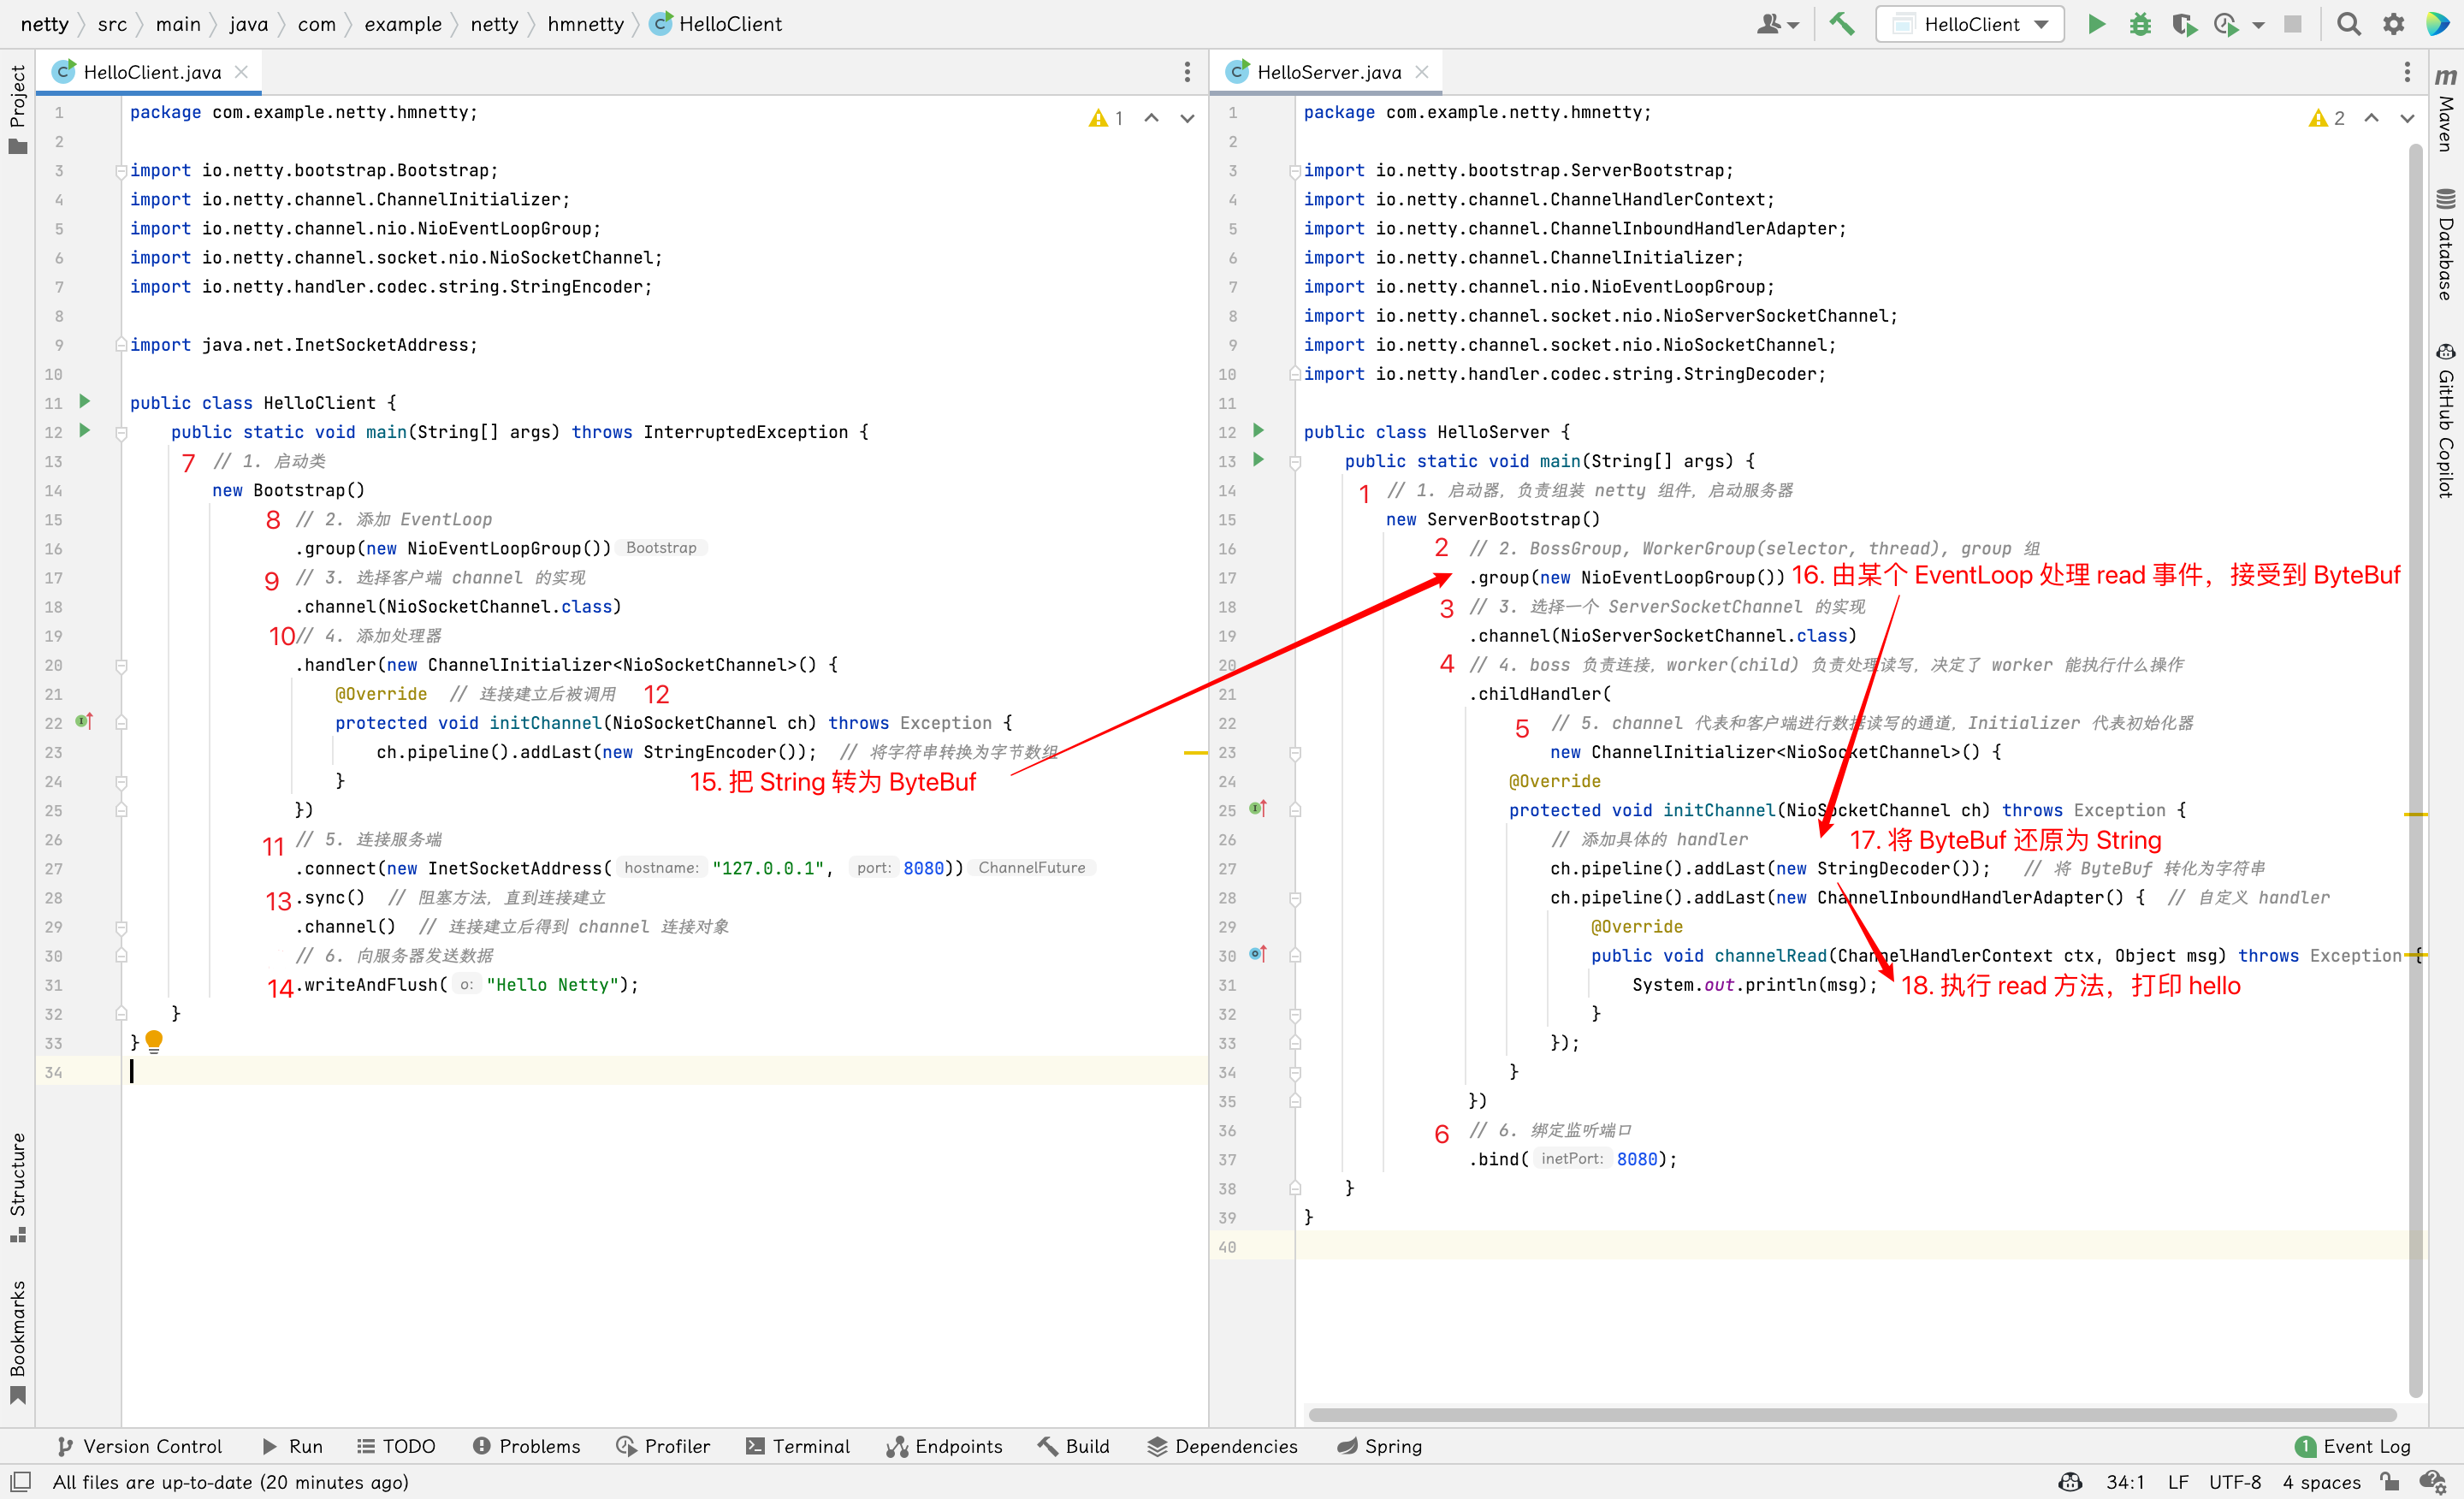 netty src main java com example netty hmnetty HelloClient
HelloClient
Project
HelloClient.java
1
1 package com.example.netty.hmnetty;
2
3 import io.netty.bootstrap.Bootstrap;
4 import io.netty.channel.ChannelInitializer;
5 import io.netty.channel.nio.NioEventLoopGroup;
6 import io.netty.channel.socket.nio.NioSocketChannel;
7 import io.netty.handler.codec.string.StringEncoder;
8
9 import java.net.InetSocketAddress;
10
11 public class HelloClient {
12 public static void main(String[] args) throws InterruptedException {
13 7 // 1. 启动类
14 new Bootstrap()
15 8 // 2. 添加 EventLoop
16 .group(new NioEventLoopGroup()) Bootstrap
17 9 // 3. 选择客户端 channel 的实现
18 .channel(NioSocketChannel.class)
19 10 // 4. 添加处理器
20 .handler(new ChannelInitializer<NioSocketChannel>() {
21 @Override // 连接建立后被调用 12
22 protected void initChannel(NioSocketChannel ch) throws Exception {
23 ch.pipeline().addLast(new StringEncoder()); // 将字符串转换为字节数组
24 }
15. 把 String 转为 ByteBuf
25 })
26 11 // 5. 连接服务端
27 .connect(new InetSocketAddress( hostname: "127.0.0.1", port: 8080)) ChannelFuture
28 13 .sync() // 阻塞方法，直到连接建立
29 .channel() // 连接建立后得到 channel 连接对象
30 // 6. 向服务器发送数据
31 14 .writeAndFlush( o: "Hello Netty");
32 }
33 }
34
HelloServer.java
2
1 package com.example.netty.hmnetty;
2
3 import io.netty.bootstrap.ServerBootstrap;
4 import io.netty.channel.ChannelHandlerContext;
5 import io.netty.channel.ChannelInboundHandlerAdapter;
6 import io.netty.channel.ChannelInitializer;
7 import io.netty.channel.nio.NioEventLoopGroup;
8 import io.netty.channel.socket.nio.NioServerSocketChannel;
9 import io.netty.channel.socket.nio.NioSocketChannel;
10 import io.netty.handler.codec.string.StringDecoder;
11
12 public class HelloServer {
13 public static void main(String[] args) {
14 1 // 1. 启动器，负责组装 netty 组件，启动服务器
15 new ServerBootstrap()
16 2 // 2. BossGroup, WorkerGroup(selector, thread), group 组
17 .group(new NioEventLoopGroup()) 16. 由某个 EventLoop 处理 read 事件，接受到 ByteBuf
18 3 // 3. 选择一个 ServerSocketChannel 的实现
19 .channel(NioServerSocketChannel.class)
20 4 // 4. boss 负责连接，worker(child) 负责处理读写，决定了 worker 能执行什么操作
21 .childHandler(
22 5 // 5. channel 代表和客户端进行数据读写的通道，Initializer 代表初始化器
23 new ChannelInitializer<NioSocketChannel>() {
24 @Override
25 protected void initChannel(NioSocketChannel ch) throws Exception {
26 // 添加具体的 handler 17. 将 ByteBuf 还原为 String
27 ch.pipeline().addLast(new StringDecoder()); // 将 ByteBuf 转化为字符串
28 ch.pipeline().addLast(new ChannelInboundHandlerAdapter() { // 自定义 handler
29 @Override
30 public void channelRead(ChannelHandlerContext ctx, Object msg) throws Exception {
31 System.out.println(msg); 18. 执行 read 方法，打印 hello
32 }
33 });
34 }
35 })
36 6 // 6. 绑定监听端口
37 .bind( inetPort: 8080);
38 }
39 }
40
m Maven
Database
GitHub Copilot
Structure
Bookmarks
Version Control Run TODO Problems Profiler Terminal Endpoints Build Dependencies Spring 1 Event Log
All files are up-to-date (20 minutes ago) 34:1 LF UTF-8 4 spaces